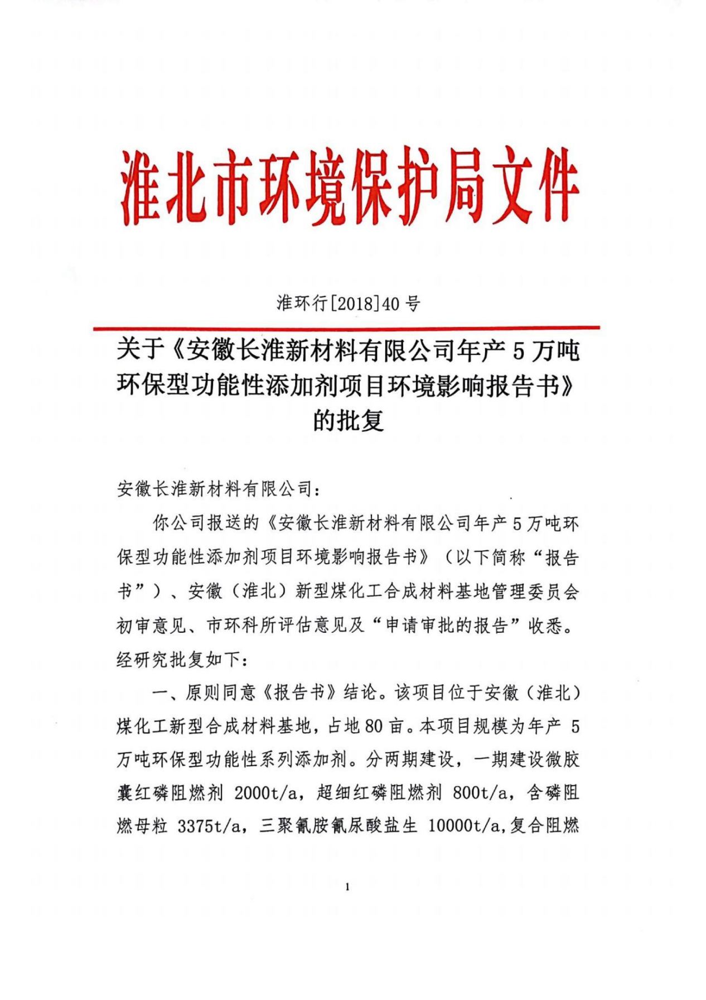 淮北市环境保护局文件
淮环行[2018]40 号
关于《安徽长淮新材料有限公司年产 5 万吨
环保型功能性添加剂项目环境影响报告书》
的批复
安徽长淮新材料有限公司：
你公司报送的《安徽长淮新材料有限公司年产 5 万吨环
保型功能性添加剂项目环境影响报告书》（以下简称“报告
书”）、安徽（淮北）新型煤化工合成材料基地管理委员会
初审意见、市环科所评估意见及“申请审批的报告”收悉。
经研究批复如下：
一、原则同意《报告书》结论。该项目位于安徽（淮北）
煤化工新型合成材料基地，占地 80 亩。本项目规模为年产 5
万吨环保型功能性系列添加剂。分两期建设，一期建设微胶
囊红磷阻燃剂 2000t/a，超细红磷阻燃剂 800t/a，含磷阻
燃母粒 3375t/a，三聚氰胺氰尿酸盐生 10000t/a,复合阻燃
1